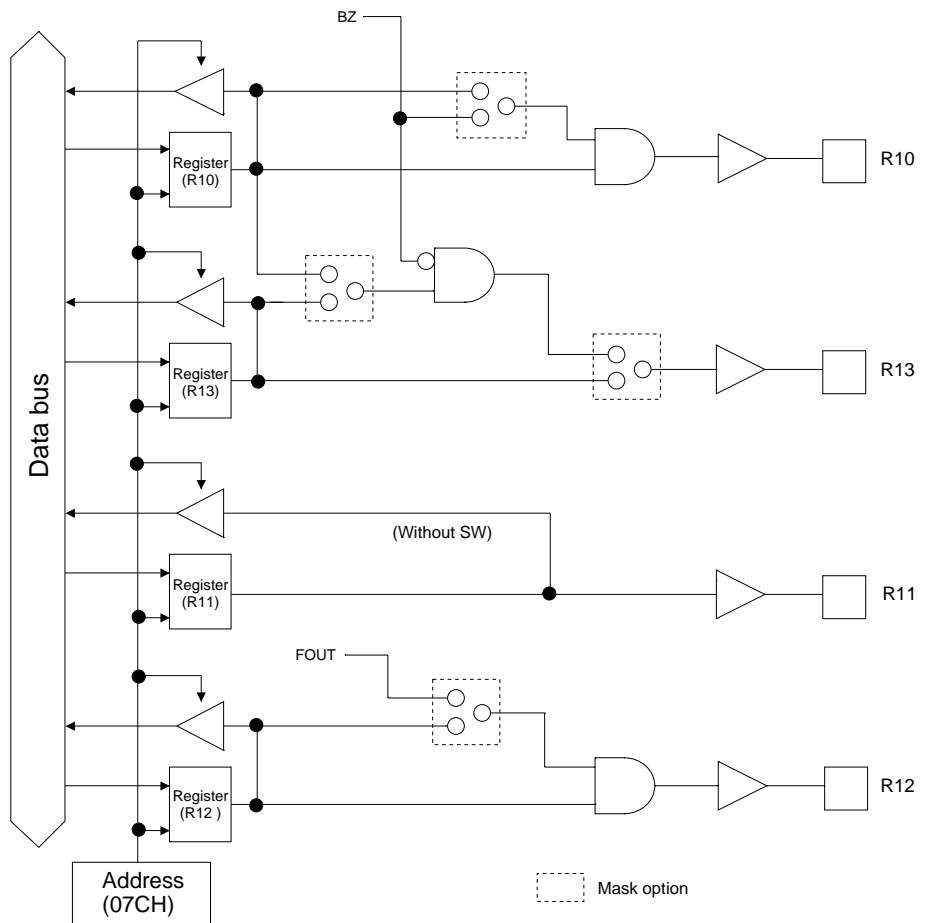 BZ
Register
(R10)
R10
Register
(R13)
R13
Data bus
(Without SW)
Register
(R11)
R11
FOUT
Register
(R12 )
R12
Address
(07CH)
Mask option